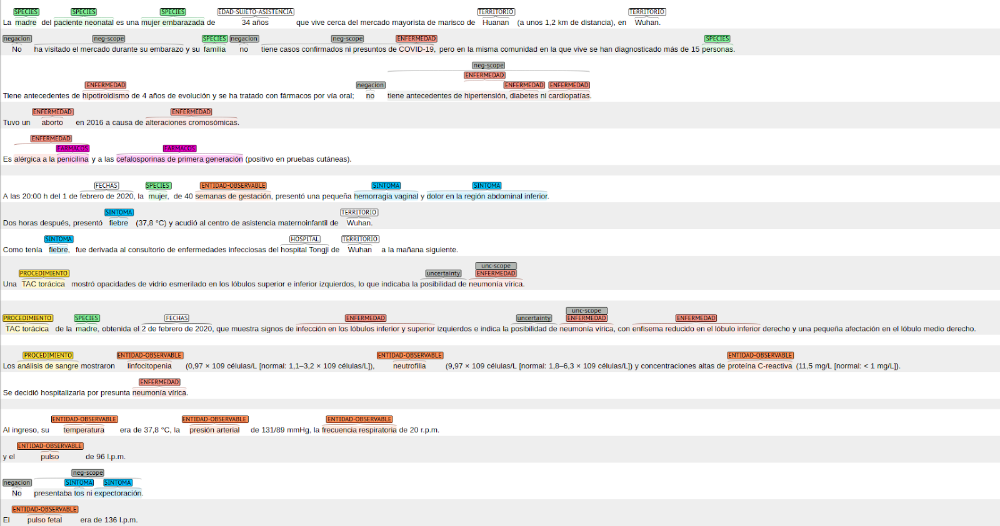 SPECIES SPECIES SPECIES EDAD-SUJETO-ASISTENCIA TERRITORIO TERRITORIO
La madre del paciente neonatal es una mujer embarazada de 34 años que vive cerca del mercado mayorista de marisco de Huanan (a unos 1,2 km de distancia), en Wuhan.
negacion neg-scope SPECIES negacion neg-scope ENFERMEDAD SPECIES
No ha visitado el mercado durante su embarazo y su familia no tiene casos confirmados ni presuntos de COVID-19, pero en la misma comunidad en la que vive se han diagnosticado más de 15 personas.
neg-scope
ENFERMEDAD
ENFERMEDAD negacion ENFERMEDAD ENFERMEDAD
Tiene antecedentes de hipotiroidismo de 4 años de evolución y se ha tratado con fármacos por vía oral; no tiene antecedentes de hipertensión, diabetes ni cardiopatías.
ENFERMEDAD ENFERMEDAD
Tuvo un aborto en 2016 a causa de alteraciones cromosómicas.
ENFERMEDAD
FARMACOS FARMACOS
Es alérgica a la penicilina y a las cefalosporinas de primera generación (positivo en pruebas cutáneas).
FECHAS SPECIES ENTIDAD-OBSERVABLE SINTOMA SINTOMA
A las 20:00 h del 1 de febrero de 2020, la mujer, de 40 semanas de gestación, presentó una pequeña hemorragia vaginal y dolor en la región abdominal inferior.
SINTOMA TERRITORIO
Dos horas después, presentó fiebre (37,8 °C) y acudió al centro de asistencia maternoinfantil de Wuhan.
SINTOMA HOSPITAL TERRITORIO
Como tenía fiebre, fue derivada al consultorio de enfermedades infecciosas del hospital Tongji de Wuhan a la mañana siguiente.
unc-scope
PROCEDIMIENTO uncertainty ENFERMEDAD
Una TAC torácica mostró opacidades de vidrio esmerilado en los lóbulos superior e inferior izquierdos, lo que indicaba la posibilidad de neumonía vírica.
unc-scope
PROCEDIMIENTO SPECIES FECHAS ENFERMEDAD uncertainty ENFERMEDAD ENFERMEDAD
TAC torácica de la madre, obtenida el 2 de febrero de 2020, que muestra signos de infección en los lóbulos inferior y superior izquierdos e indica la posibilidad de neumonía vírica, con enfisema reducido en el lóbulo inferior derecho y una pequeña afectación en el lóbulo medio derecho.
PROCEDIMIENTO ENTIDAD-OBSERVABLE ENTIDAD-OBSERVABLE ENTIDAD-OBSERVABLE
Los análisis de sangre mostraron linfocitopenia (0,97 × 109 células/L [normal: 1,1–3,2 × 109 células/L]), neutrofilia (9,97 × 109 células/L [normal: 1,8–6,3 × 109 células/L]) y concentraciones altas de proteína C-reactiva (11,5 mg/L [normal: < 1 mg/L]).
ENFERMEDAD
Se decidió hospitalizarla por presunta neumonía vírica.
ENTIDAD-OBSERVABLE ENTIDAD-OBSERVABLE ENTIDAD-OBSERVABLE
Al ingreso, su temperatura era de 37,8 °C, la presión arterial de 131/89 mmHg, la frecuencia respiratoria de 20 r.p.m.
ENTIDAD-OBSERVABLE
y el pulso de 96 l.p.m.
neg-scope
negacion SINTOMA SINTOMA
No presentaba tos ni expectoración.
ENTIDAD-OBSERVABLE
El pulso fetal era de 136 l.p.m.